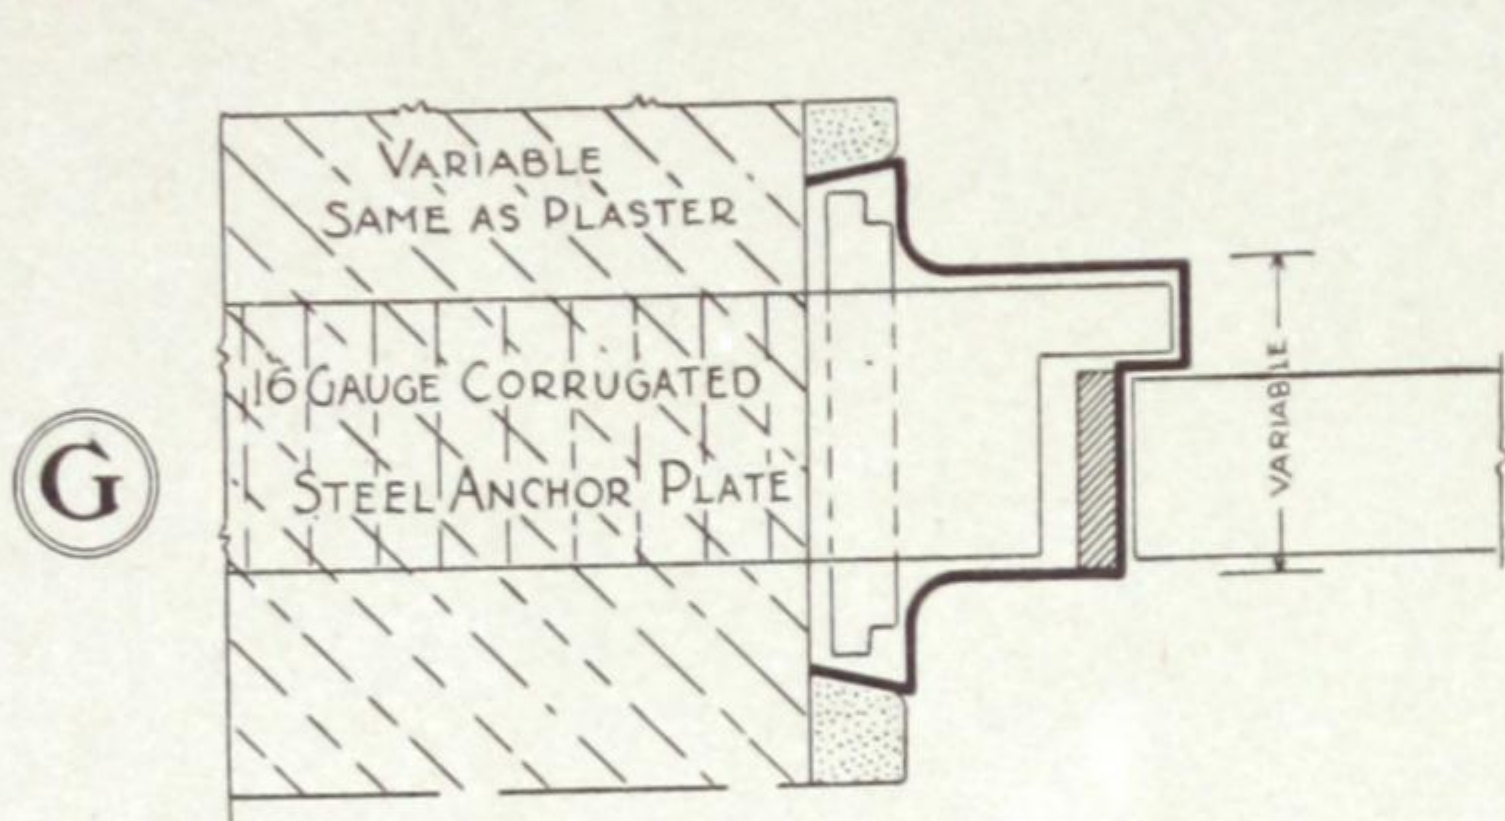 VARIABLE
SAME AS PLASTER
16 GAUGE CORRUGATED
STEEL ANCHOR PLATE
G
VARIABLE